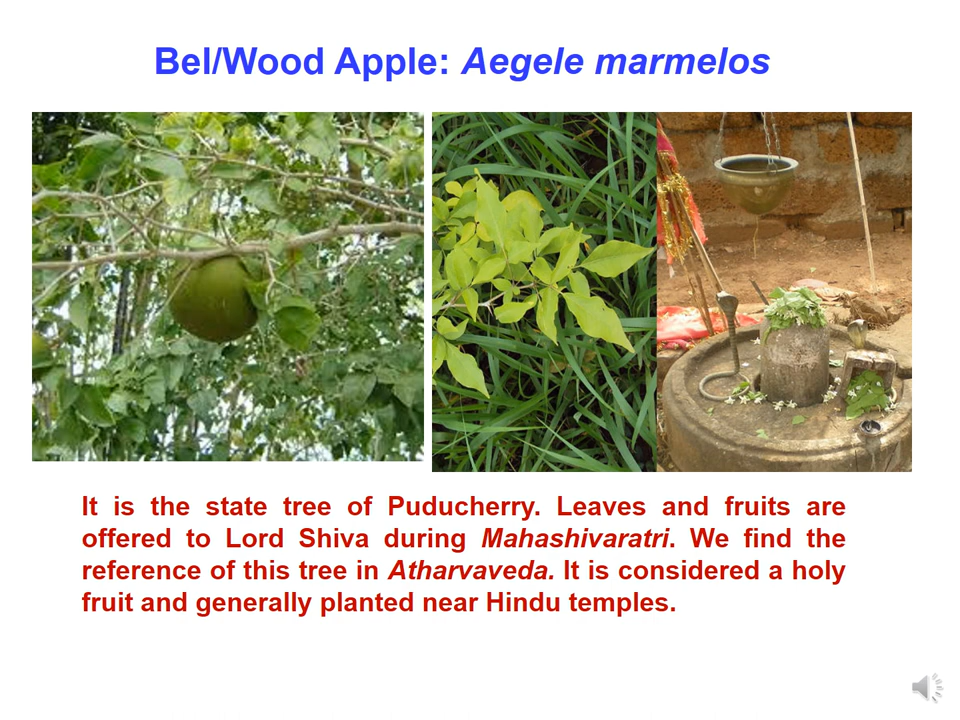 Bel/Wood Apple: Aegele marmelos
It is the state tree of Puducherry. Leaves and fruits are
offered to Lord Shiva during Mahashivaratri. We find the
reference of this tree in Atharvaveda. It is considered a holy
fruit and generally planted near Hindu temples.